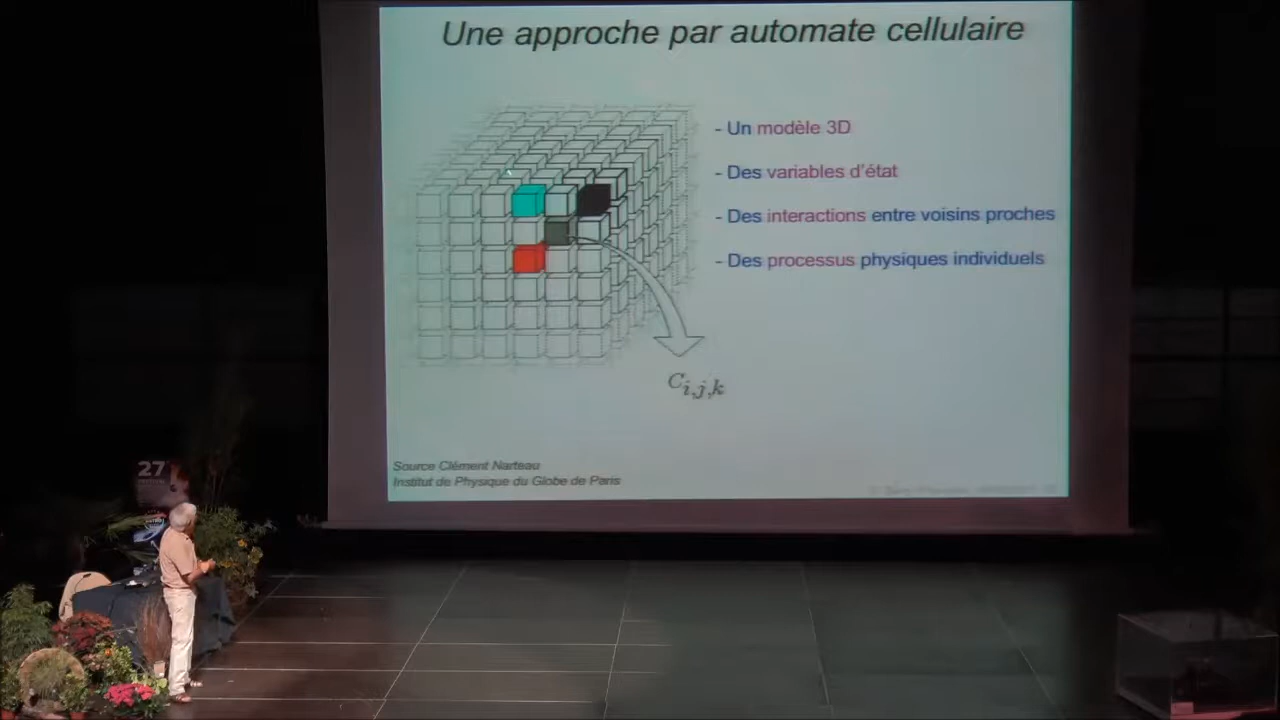 Une approche par automate cellulaire
- Un modèle 3D
- Des variables d'état
- Des interactions entre voisins proches
- Des processus physiques individuels
C i,j,k
Source Clément Narteau
Institut de Physique du Globe de Paris
27